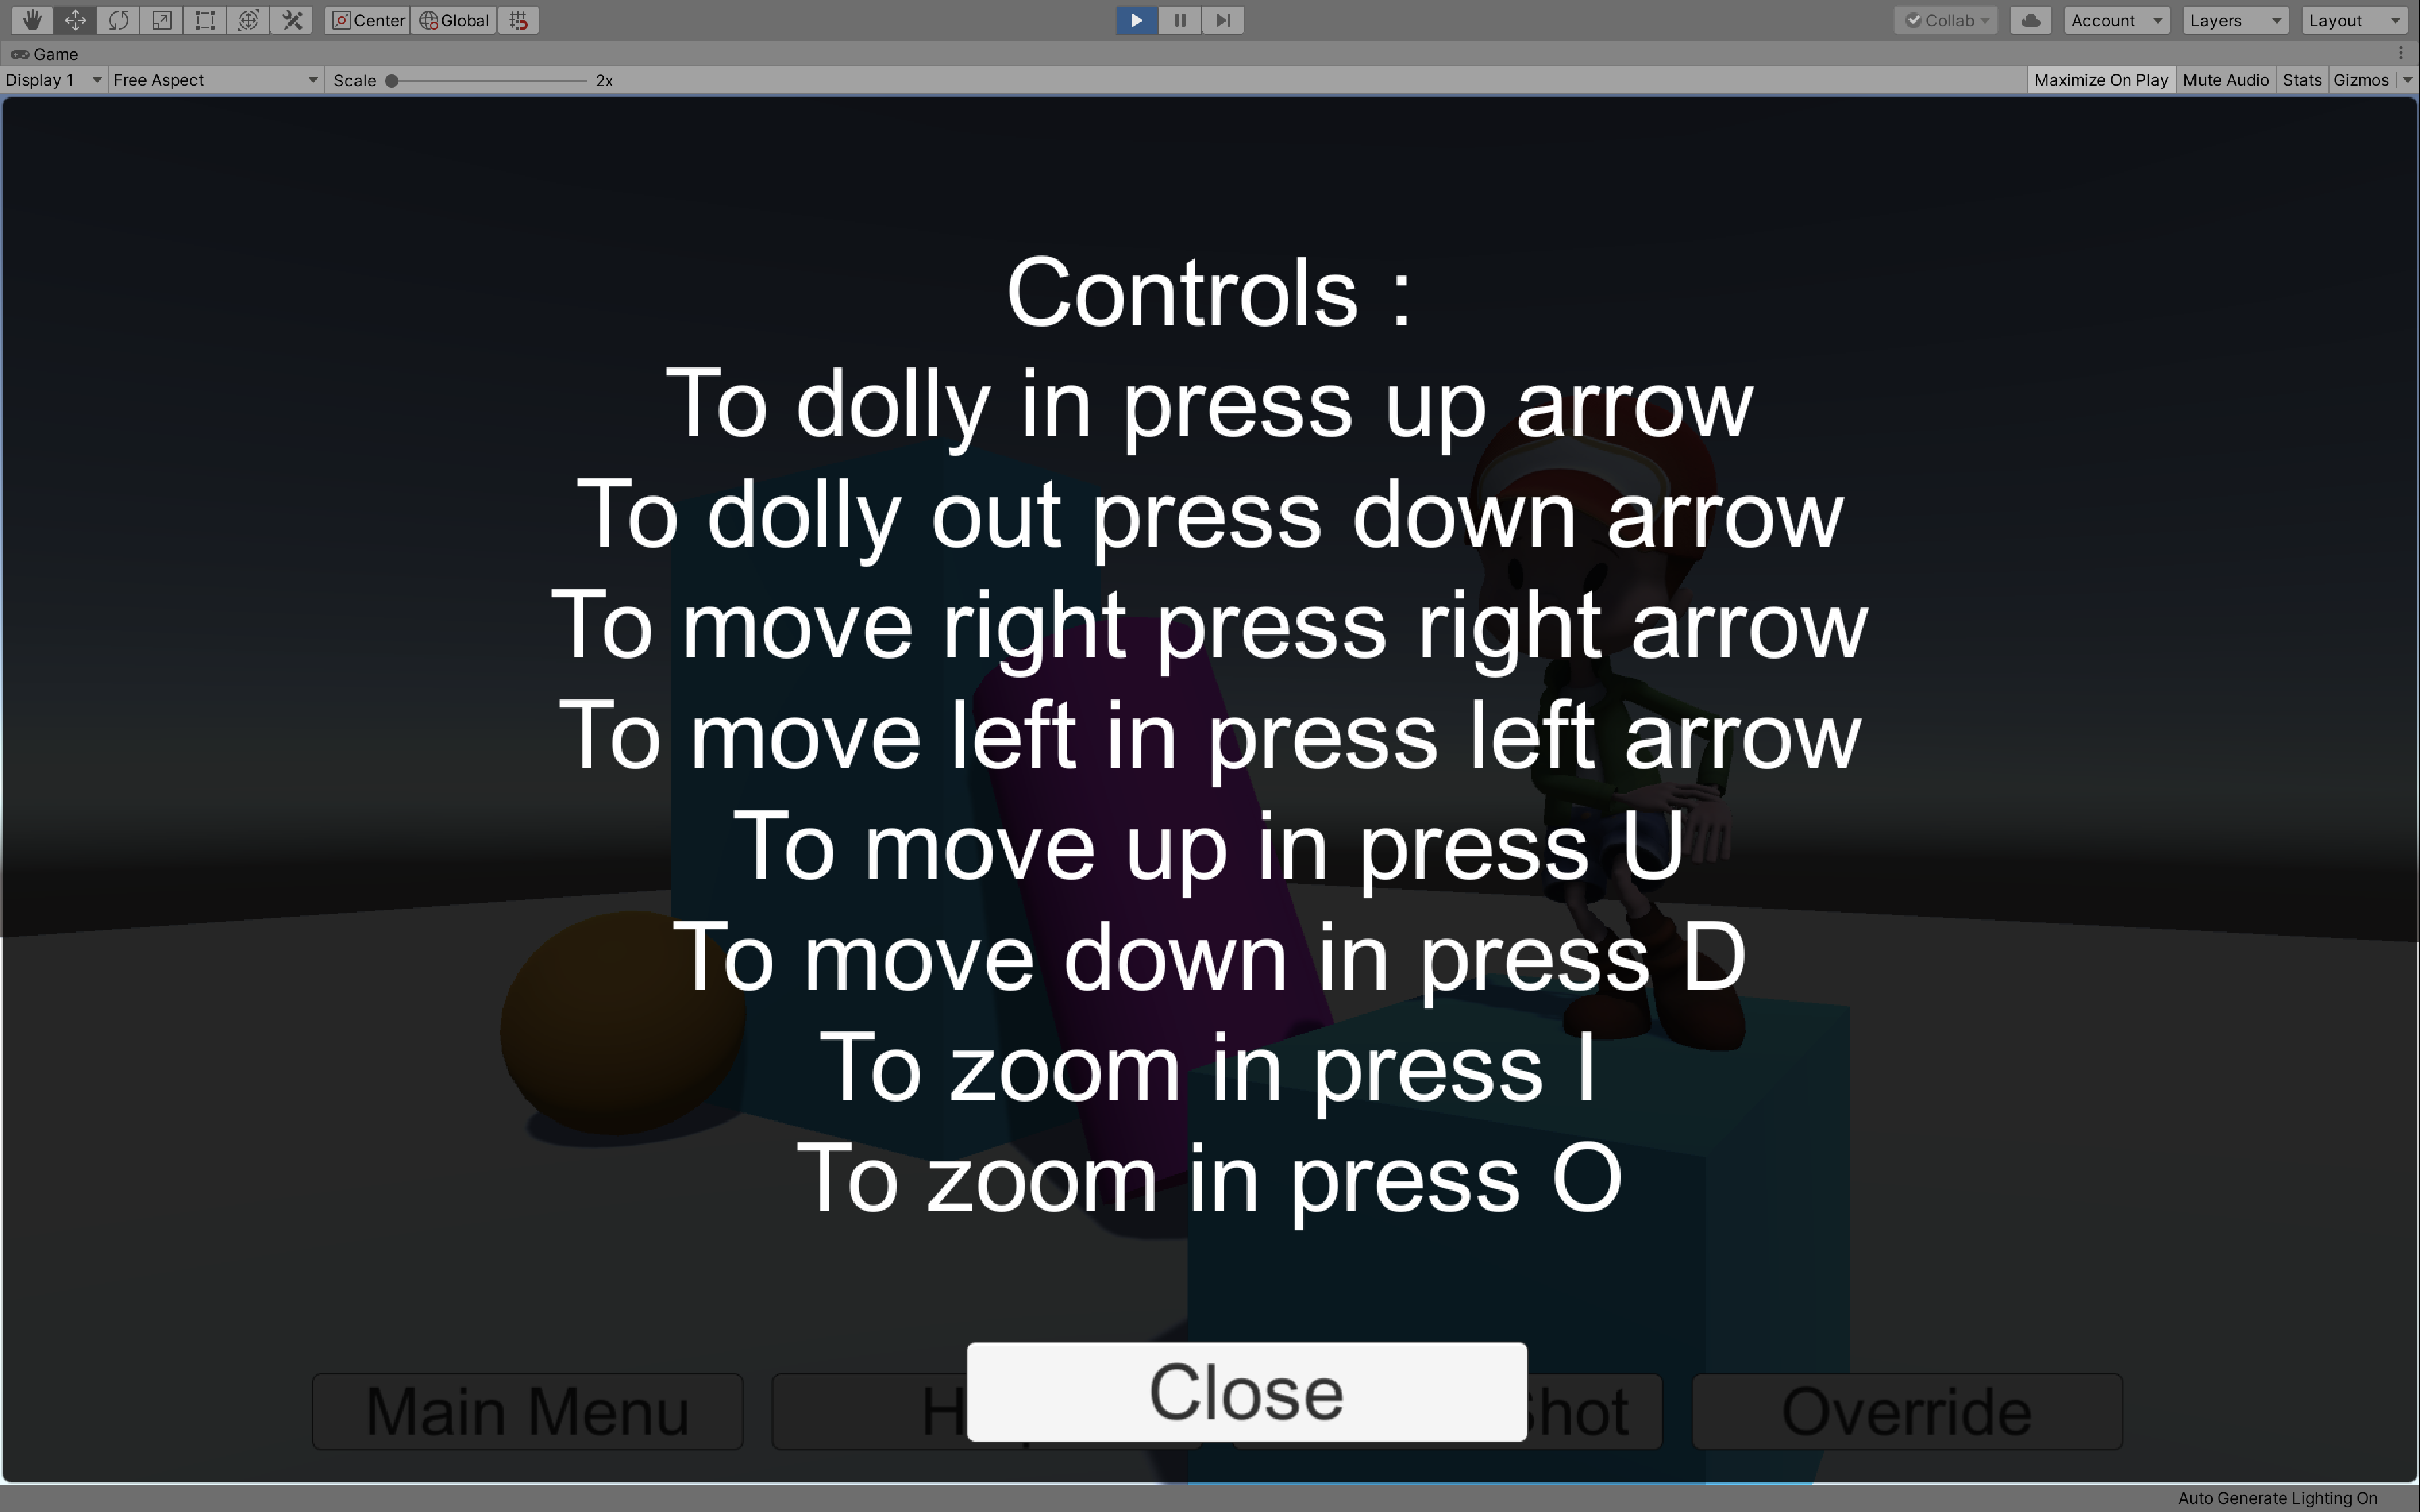 Center Global Collab Account Layers Layout
Game
Display 1 Free Aspect Scale 2x Maximize On Play Mute Audio Stats Gizmos
Controls :
To dolly in press up arrow
To dolly out press down arrow
To move right press right arrow
To move left in press left arrow
To move up in press U
To move down in press D
To zoom in press I
To zoom in press O
Close
Main Menu Override
Auto Generate Lighting On